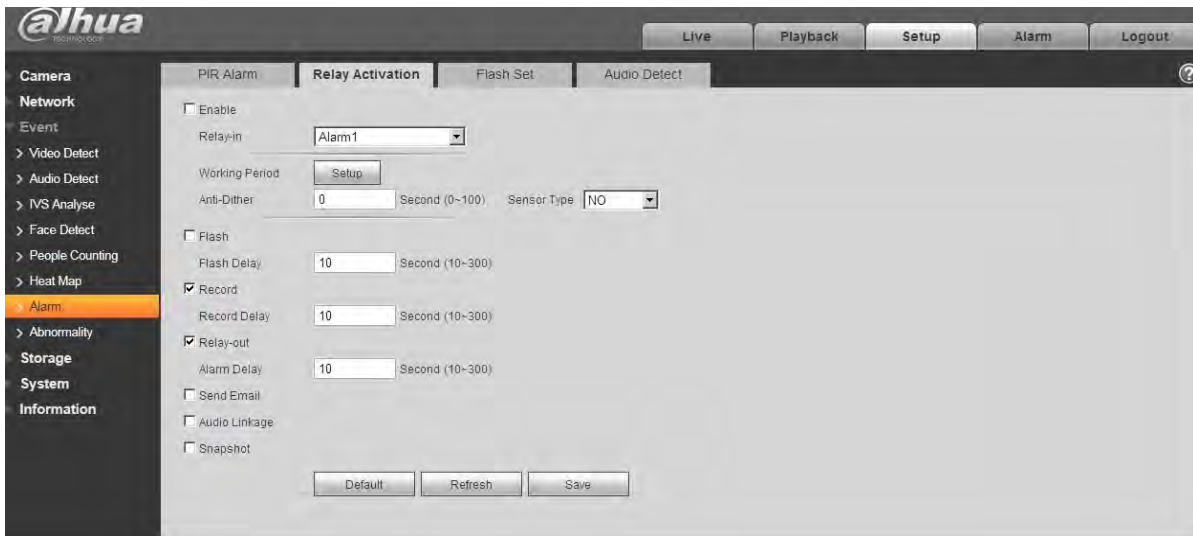 alhua
TECHNOLOGY
Live
Playback
Setup
Alarm
Logout
Camera
Network
Event
> Video Detect
> Audio Detect
> IVS Analyse
> Face Detect
> People Counting
> Heat Map
> Alarm
> Abnormality
Storage
System
Information
PIR Alarm
Relay Activation
Flash Set
Audio Detect
?
Enable
Relay-in Alarm1
Working Period Setup
Anti-Dither 0 Second (0~100) Sensor Type NO
Flash
Flash Delay 10 Second (10~300)
Record
Record Delay 10 Second (10~300)
Relay-out
Alarm Delay 10 Second (10~300)
Send Email
Audio Linkage
Snapshot
Default
Refresh
Save